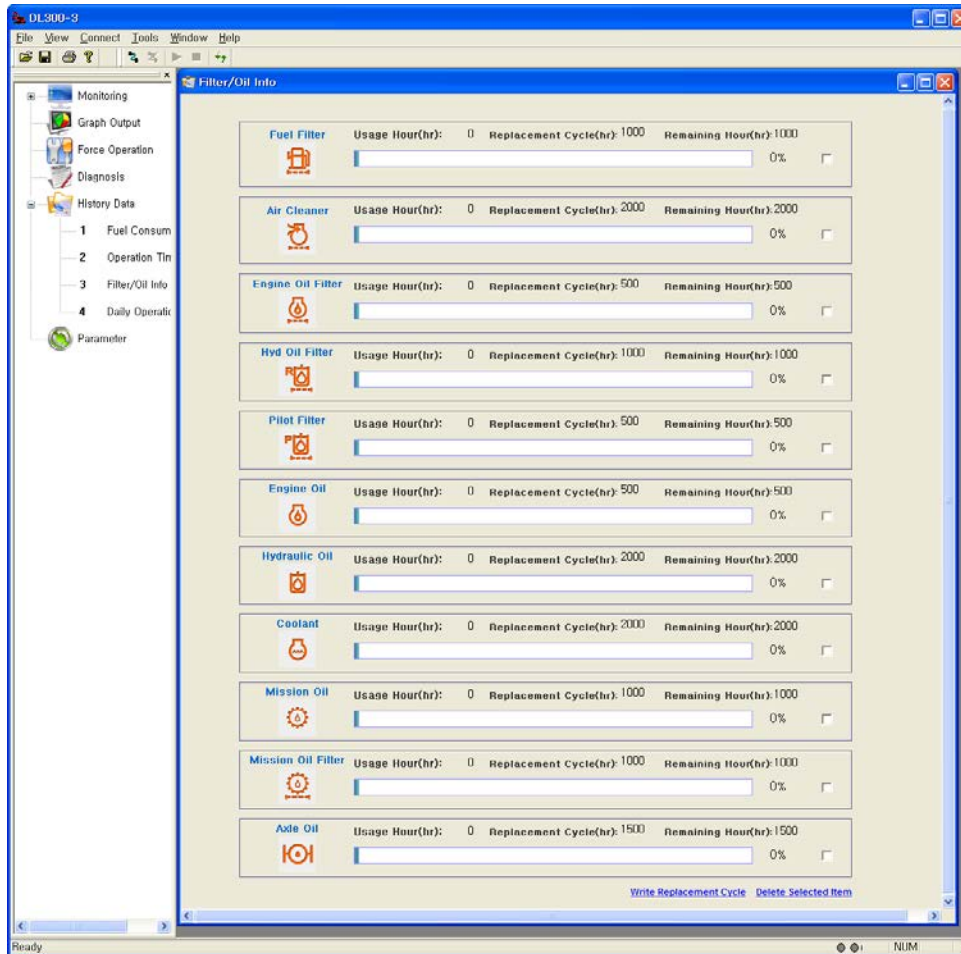 DL300-3
File View Connect Tools Window Help
Monitoring
Graph Output
Force Operation
Diagnosis
History Data
1 Fuel Consum
2 Operation Tim
3 Filter/Oil Info
4 Daily Operatic
Parameter
Filter/Oil Info
Fuel Filter Usage Hour(hr): 0 Replacement Cycle(hr): 1000 Remaining Hour(hr): 1000
0%
Air Cleaner Usage Hour(hr): 0 Replacement Cycle(hr): 2000 Remaining Hour(hr): 2000
0%
Engine Oil Filter Usage Hour(hr): 0 Replacement Cycle(hr): 500 Remaining Hour(hr): 500
0%
Hyd Oil Filter Usage Hour(hr): 0 Replacement Cycle(hr): 1000 Remaining Hour(hr): 1000
R
0%
Pilot Filter Usage Hour(hr): 0 Replacement Cycle(hr): 500 Remaining Hour(hr): 500
P
0%
Engine Oil Usage Hour(hr): 0 Replacement Cycle(hr): 500 Remaining Hour(hr): 500
0%
Hydraulic Oil Usage Hour(hr): 0 Replacement Cycle(hr): 2000 Remaining Hour(hr): 2000
0%
Coolant Usage Hour(hr): 0 Replacement Cycle(hr): 2000 Remaining Hour(hr): 2000
0%
Mission Oil Usage Hour(hr): 0 Replacement Cycle(hr): 1000 Remaining Hour(hr): 1000
0%
Mission Oil Filter Usage Hour(hr): 0 Replacement Cycle(hr): 1000 Remaining Hour(hr): 1000
0%
Axle Oil Usage Hour(hr): 0 Replacement Cycle(hr): 1500 Remaining Hour(hr): 1500
0%
Write Replacement Cycle Delete Selected Item
Ready NUM